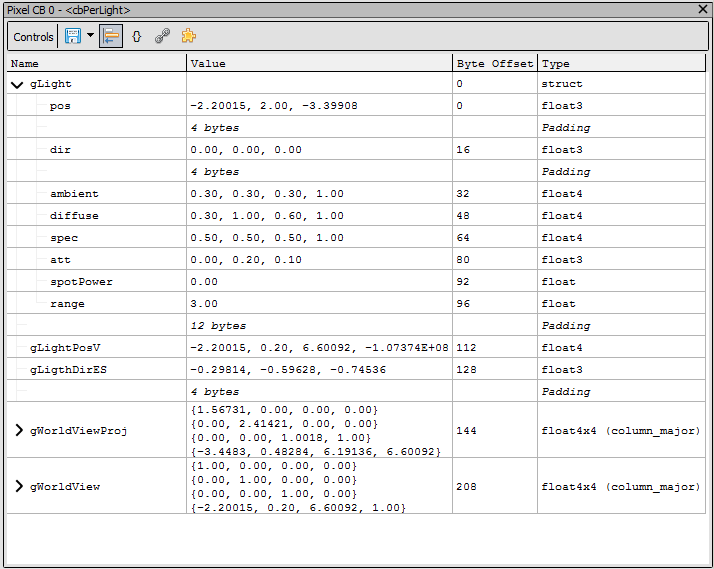 Pixel CB 0 - <cbPerLight>
Controls {}
Name Value Byte Offset Type
gLight 0 struct
pos -2.20015, 2.00, -3.39908 0 float3
4 bytes Padding
dir 0.00, 0.00, 0.00 16 float3
4 bytes Padding
ambient 0.30, 0.30, 0.30, 1.00 32 float4
diffuse 0.30, 1.00, 0.60, 1.00 48 float4
spec 0.50, 0.50, 0.50, 1.00 64 float4
att 0.00, 0.20, 0.10 80 float3
spotPower 0.00 92 float
range 3.00 96 float
12 bytes Padding
gLightPosV -2.20015, 0.20, 6.60092, -1.07374E+08 112 float4
gLigthDirES -0.29814, -0.59628, -0.74536 128 float3
4 bytes Padding
{1.56731, 0.00, 0.00, 0.00}
{0.00, 2.41421, 0.00, 0.00}
gWorldViewProj 144 float4x4 (column_major)
{0.00, 0.00, 1.0018, 1.00}
{-3.4483, 0.48284, 6.19136, 6.60092}
{1.00, 0.00, 0.00, 0.00}
{0.00, 1.00, 0.00, 0.00}
gWorldView 208 float4x4 (column_major)
{0.00, 0.00, 1.00, 0.00}
{-2.20015, 0.20, 6.60092, 1.00}